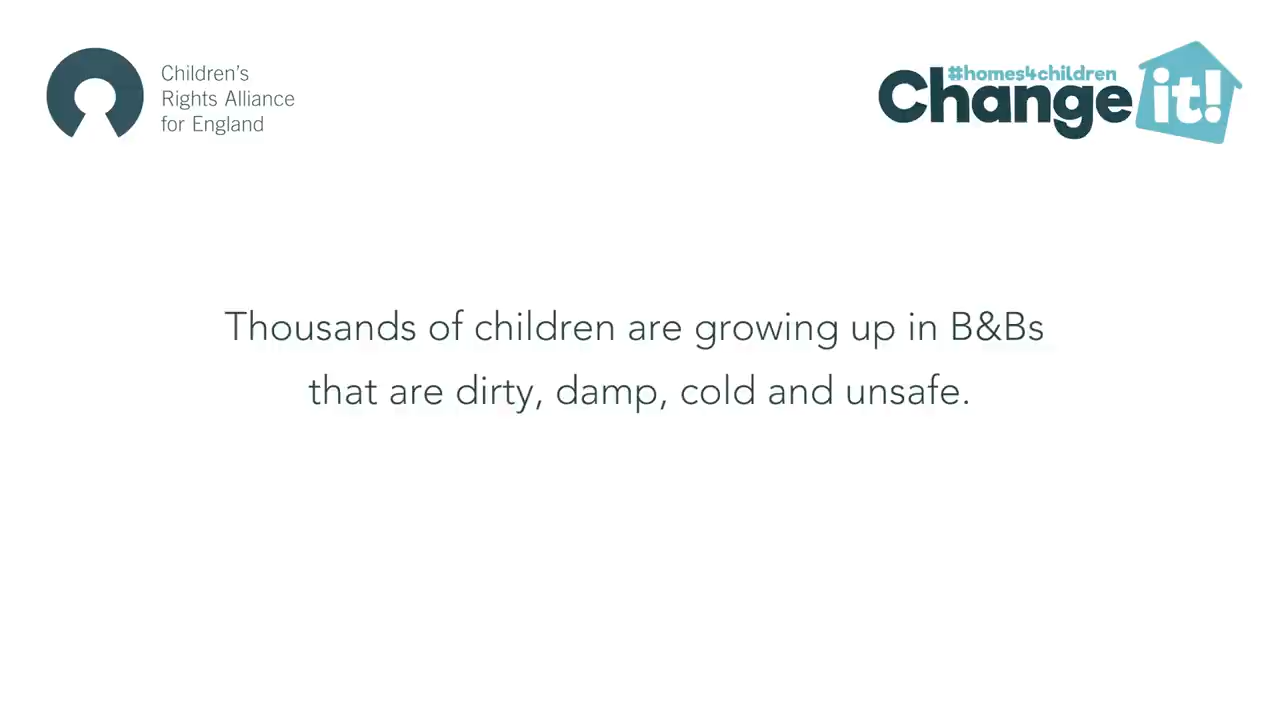 Children's
Rights Alliance
for England
#homes4children
Change it!
Thousands of children are growing up in B&Bs
that are dirty, damp, cold and unsafe.